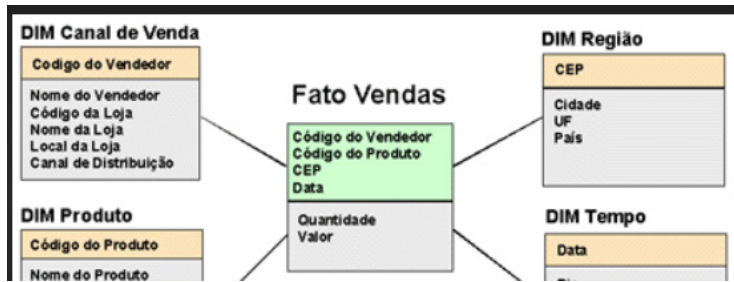 DIM Canal de Venda
Codigo do Vendedor
Nome do Vendedor
Código da Loja
Nome da Loja
Local da Loja
Canal de Distribuição
DIM Produto
Código do Produto
Nome do Produto
Fato Vendas
Código do Vendedor
Código do Produto
CEP
Data
Quantidade
Valor
DIM Região
CEP
Cidade
UF
País
DIM Tempo
Data